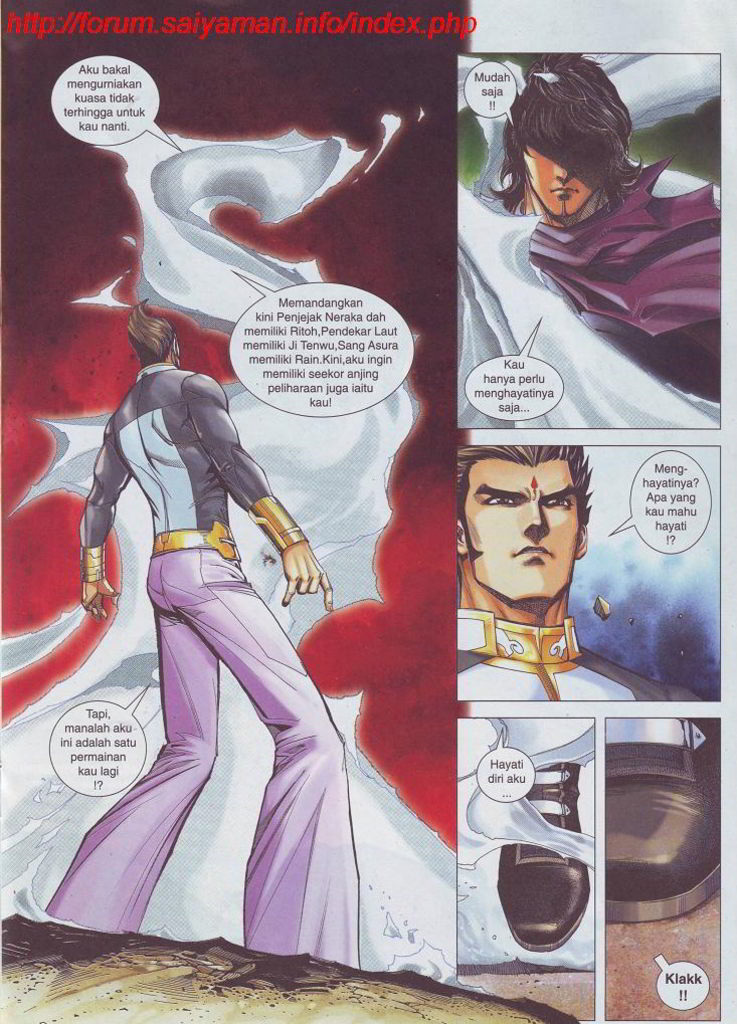 http://forum.saiyaman.info/index.php
Aku bakal
mengurniakan
kuasa tidak
terhingga untuk
kau nanti.
Memandangkan
kini Penjejak Neraka dah
memiliki Ritoh,Pendekar Laut
memiliki Ji Tenwu,Sang Asura
memiliki Rain.Kini,aku ingin
memiliki seekor anjing
peliharaan juga iaitu
kau!
Tapi,
manalah aku
ini adalah satu
permainan
kau lagi
!?
Mudah
saja
!!
Kau
hanya perlu
menghayatinya
saja...
Meng-
hayatinya?
Apa yang
kau mahu
hayati
!?
Hayati
diri aku
...
Klakk
!!